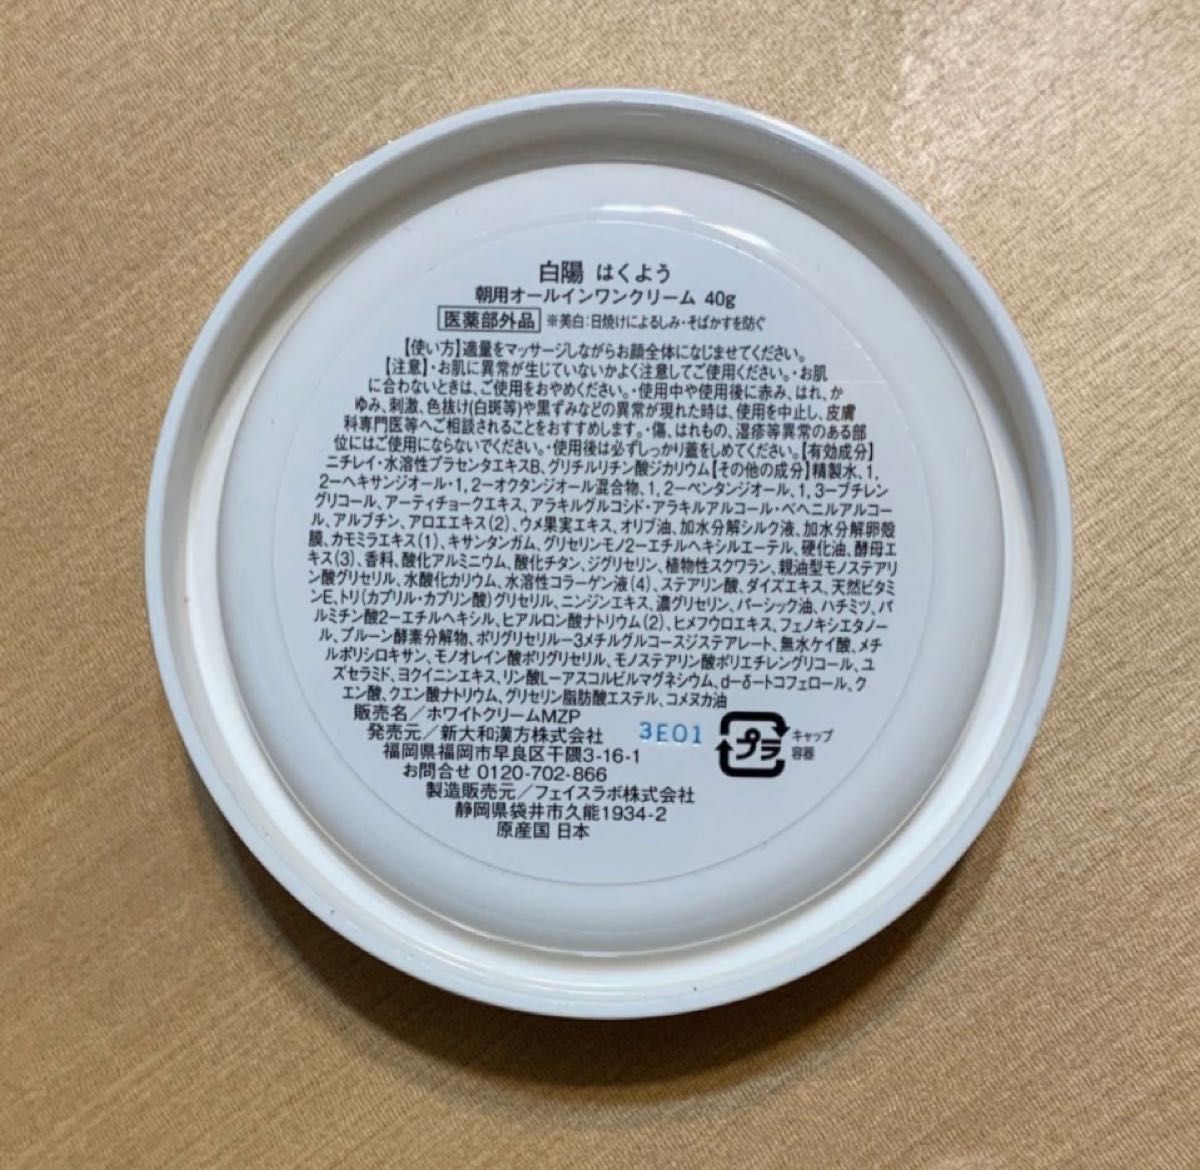 白陽 はくよう
朝用オールインワンクリーム 40g
医薬部外品 ※美白:日焼けによるしみ・そばかすを防ぐ
【使い方】適量をマッサージしながらお顔全体になじませてください。
【注意】・お肌に異常が生じていないかよく注意してご使用ください。・お肌
に合わないときは、ご使用をおやめください。・使用中や使用後に赤み、はれ、か
ゆみ、刺激、色抜け(白斑等)や黒ずみなどの異常が現れた時は、使用を中止し、皮膚
科専門医等へご相談されることをおすすめします。・傷、はれもの、湿疹等異常のある部
位にはご使用にならないでください。・使用後は必ずしっかり蓋をしめてください。【有効成分】
ニチレイ・水溶性プラセンタエキスB、グリチルリチン酸ジカリウム【その他の成分】精製水、1,
2-ヘキサンジオール・1,2-オクタンジオール混合物、1,2-ペンタンジオール、1,3-ブチレン
グリコール、アーティチョークエキス、アラキルグルコシド・アラキルアルコール・ベヘニルアルコー
ル、アルブチン、アロエエキス(2)、ウメ果実エキス、オリブ油、加水分解シルク液、加水分解卵殻
膜、カモミラエキス(1)、キサンタンガム、グリセリンモノ2-エチルヘキシルエーテル、硬化油、酵母エ
キス(3)、香料、酸化アルミニウム、酸化チタン、ジグリセリン、植物性スクワラン、親油型モノステアリ
ン酸グリセリル、水酸化カリウム、水溶性コラーゲン液(4)、ステアリン酸、ダイズエキス、天然ビタミ
ンE、トリ(カプリル・カプリン酸)グリセリル、ニンジンエキス、濃グリセリン、パーシック油、ハチミツ、パ
ルミチン酸2-エチルヘキシル、ヒアルロン酸ナトリウム(2)、ヒメフウロエキス、フェノキシエタノー
ル、プルーン酵素分解物、ポリグリセリル-3メチルグルコースジステアレート、無水ケイ酸、メチ
ルポリシロキサン、モノオレイン酸ポリグリセリル、モノステアリン酸ポリエチレングリコール、ユ
ズセラミド、ヨクイニンエキス、リン酸L-アスコルビルマグネシウム、d-δ-トコフェロール、ク
エン酸、クエン酸ナトリウム、グリセリン脂肪酸エステル、コメヌカ油
販売名/ホワイトクリームMZP
発売元/新大和漢方株式会社
福岡県福岡市早良区干隈3-16-1
お問合せ 0120-702-866
製造販売元/フェイスラボ株式会社
静岡県袋井市久能1934-2
原産国 日本
3E01
プラ
キャップ
容器